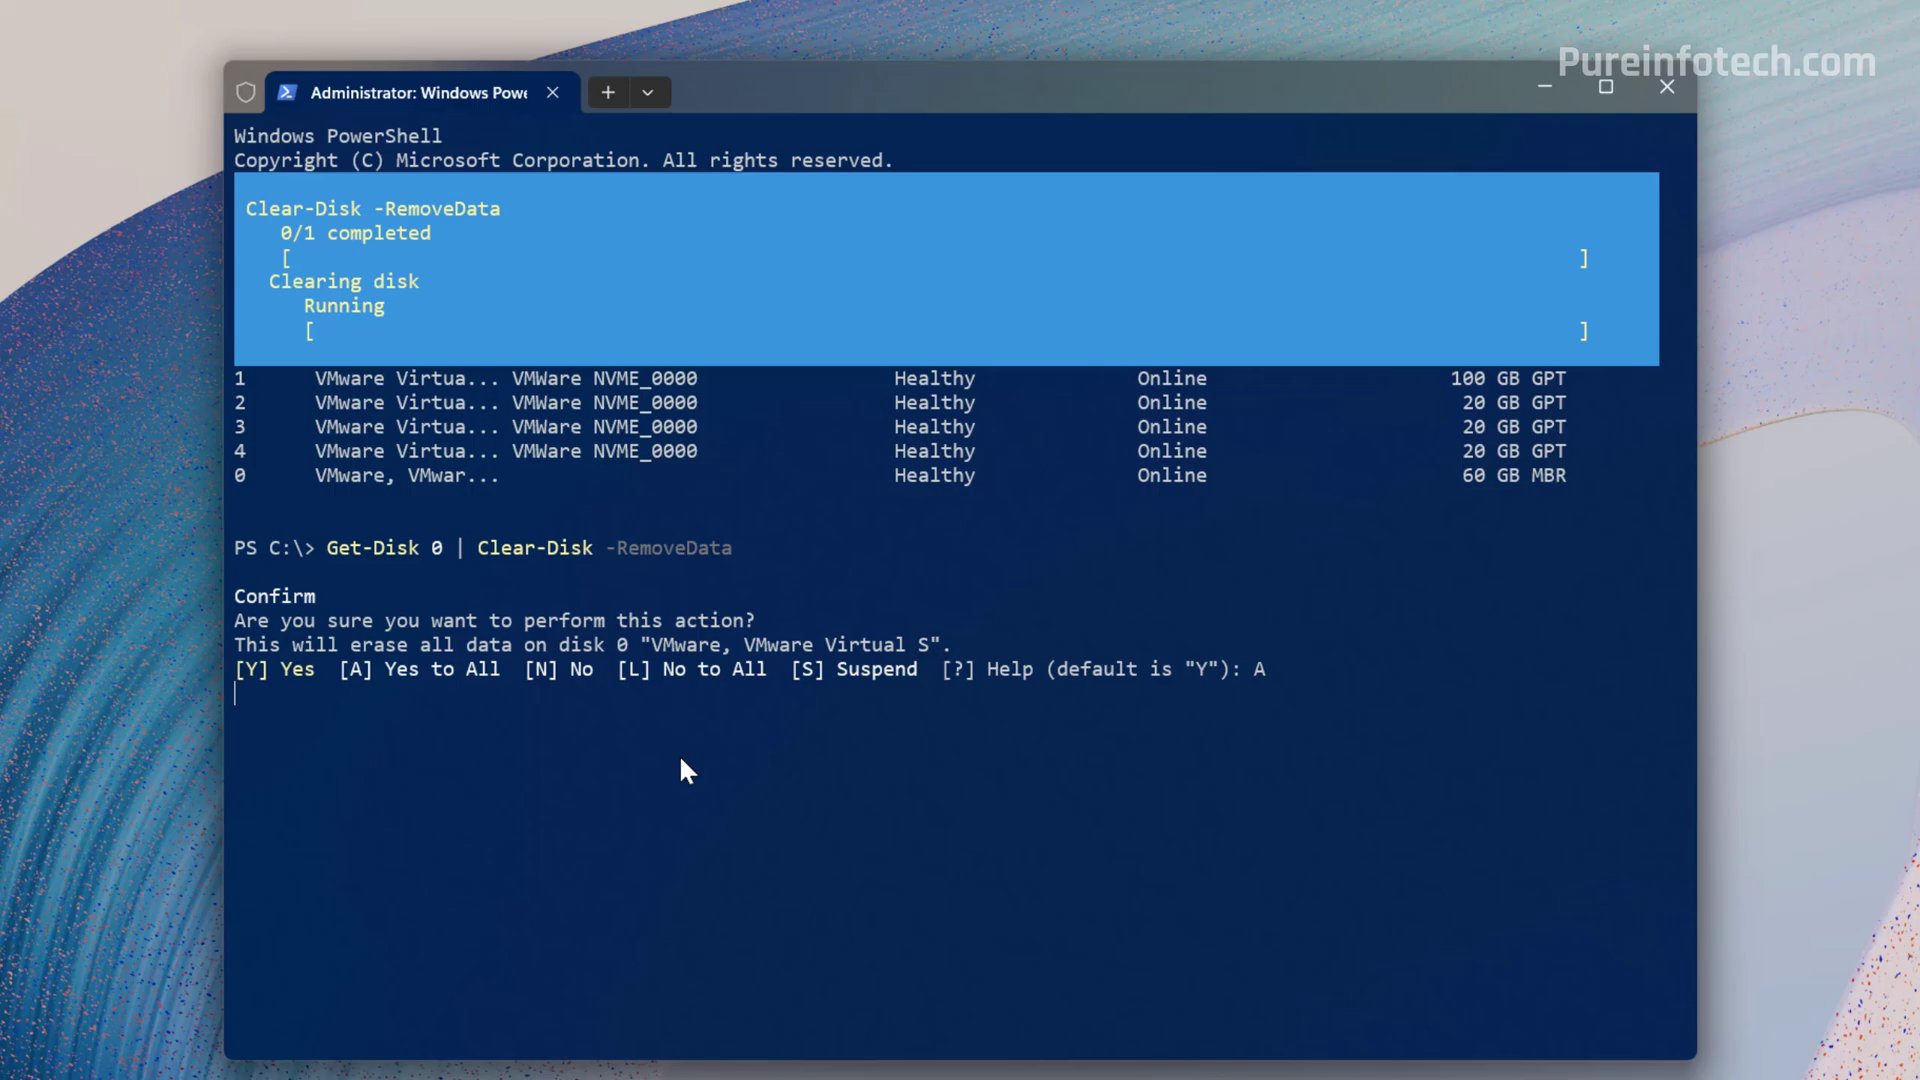 Pureinfotech.com
Administrator: Windows Powe
Windows PowerShell
Copyright (C) Microsoft Corporation. All rights reserved.
Clear-Disk -RemoveData
0/1 completed
[ ]
Clearing disk
Running
[ ]
1 VMware Virtua... VMWare NVME_0000 Healthy Online 100 GB GPT
2 VMware Virtua... VMWare NVME_0000 Healthy Online 20 GB GPT
3 VMware Virtua... VMWare NVME_0000 Healthy Online 20 GB GPT
4 VMware Virtua... VMWare NVME_0000 Healthy Online 20 GB GPT
0 VMware, VMwar... Healthy Online 60 GB MBR
PS C:\> Get-Disk 0 | Clear-Disk -RemoveData
Confirm
Are you sure you want to perform this action?
This will erase all data on disk 0 "VMware, VMware Virtual S".
[Y] Yes [A] Yes to All [N] No [L] No to All [S] Suspend [?] Help (default is "Y"): A